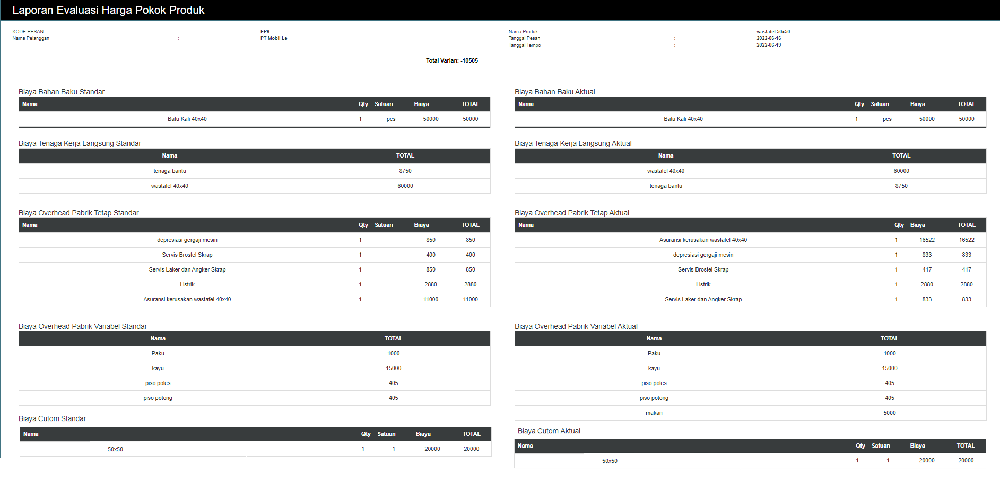 Laporan Evaluasi Harga Pokok Produk
KODE PESAN : EP6
Nama Pelanggan : PT Mobil Le
Nama Produk : wastafel 50x50
Tanggal Pesan : 2022-06-16
Tanggal Tempo : 2022-06-19
Total Varian: -10505
Biaya Bahan Baku Standar
Nama Qty Satuan Biaya TOTAL
Batu Kali 40x40 1 pcs 50000 50000
Biaya Bahan Baku Aktual
Nama Qty Satuan Biaya TOTAL
Batu Kali 40x40 1 pcs 50000 50000
Biaya Tenaga Kerja Langsung Standar
Nama TOTAL
tenaga bantu 8750
wastafel 40x40 60000
Biaya Tenaga Kerja Langsung Aktual
Nama TOTAL
wastafel 40x40 60000
tenaga bantu 8750
Biaya Overhead Pabrik Tetap Standar
Nama Qty Satuan Biaya TOTAL
depresiasi gergaji mesin 1 850 850
Servis Brostel Skrap 1 400 400
Servis Laker dan Angker Skrap 1 850 850
Listrik 1 2880 2880
Asuransi kerusakan wastafel 40x40 1 11000 11000
Biaya Overhead Pabrik Tetap Aktual
Nama Qty Biaya TOTAL
Asuransi kerusakan wastafel 40x40 1 16522 16522
depresiasi gergaji mesin 1 833 833
Servis Brostel Skrap 1 417 417
Listrik 1 2880 2880
Servis Laker dan Angker Skrap 1 833 833
Biaya Overhead Pabrik Variabel Standar
Nama TOTAL
Paku 1000
kayu 15000
piso poles 405
piso potong 405
Biaya Overhead Pabrik Variabel Aktual
Nama TOTAL
Paku 1000
kayu 15000
piso poles 405
piso potong 405
makan 5000
Biaya Cutom Standar
Nama Qty Satuan Biaya TOTAL
50x50 1 1 20000 20000
Biaya Cutom Aktual
Nama Qty Satuan Biaya TOTAL
50x50 1 1 20000 20000